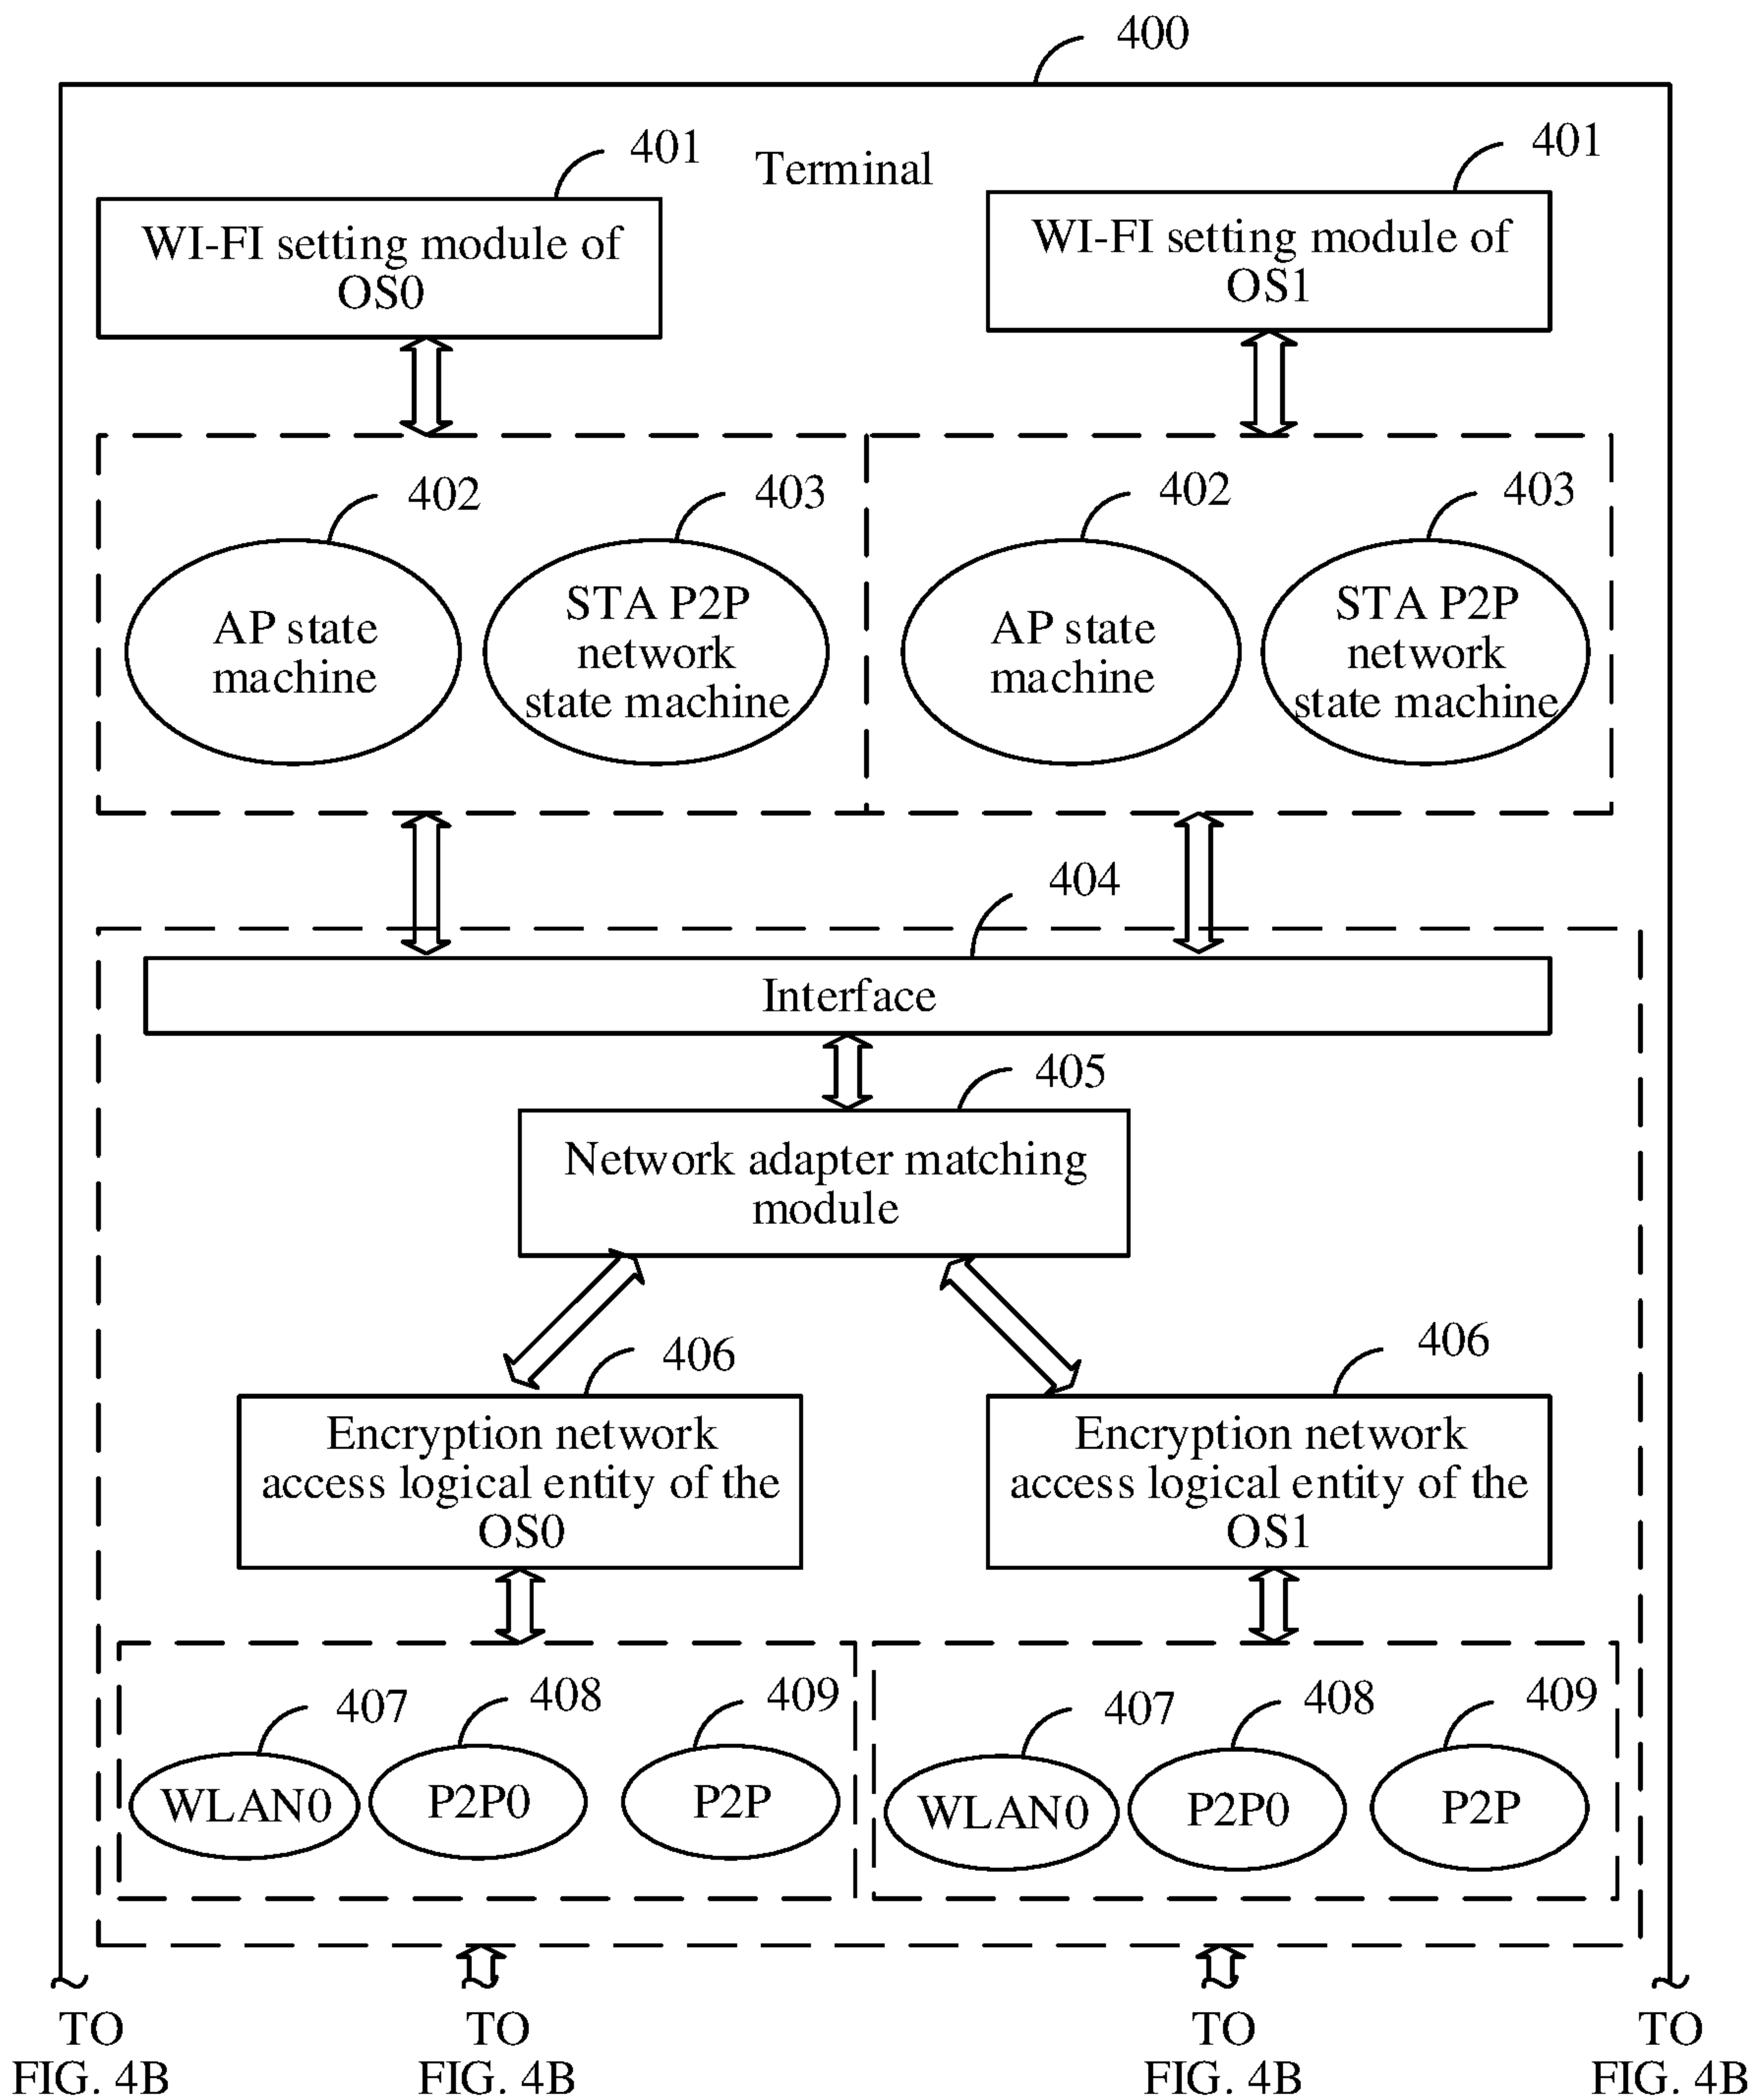 400
401
Terminal
401
WI-FI setting module of
OS0
WI-FI setting module of
OS1
402
403
402
403
AP state
machine
STA P2P
network
state machine
AP state
machine
STA P2P
network
state machine
404
Interface
405
Network adapter matching
module
406
406
Encryption network
access logical entity of the
OS0
Encryption network
access logical entity of the
OS1
407
408
409
407
408
409
WLAN0
P2P0
P2P
WLAN0
P2P0
P2P
TO
FIG. 4B
TO
FIG. 4B
TO
FIG. 4B
TO
FIG. 4B